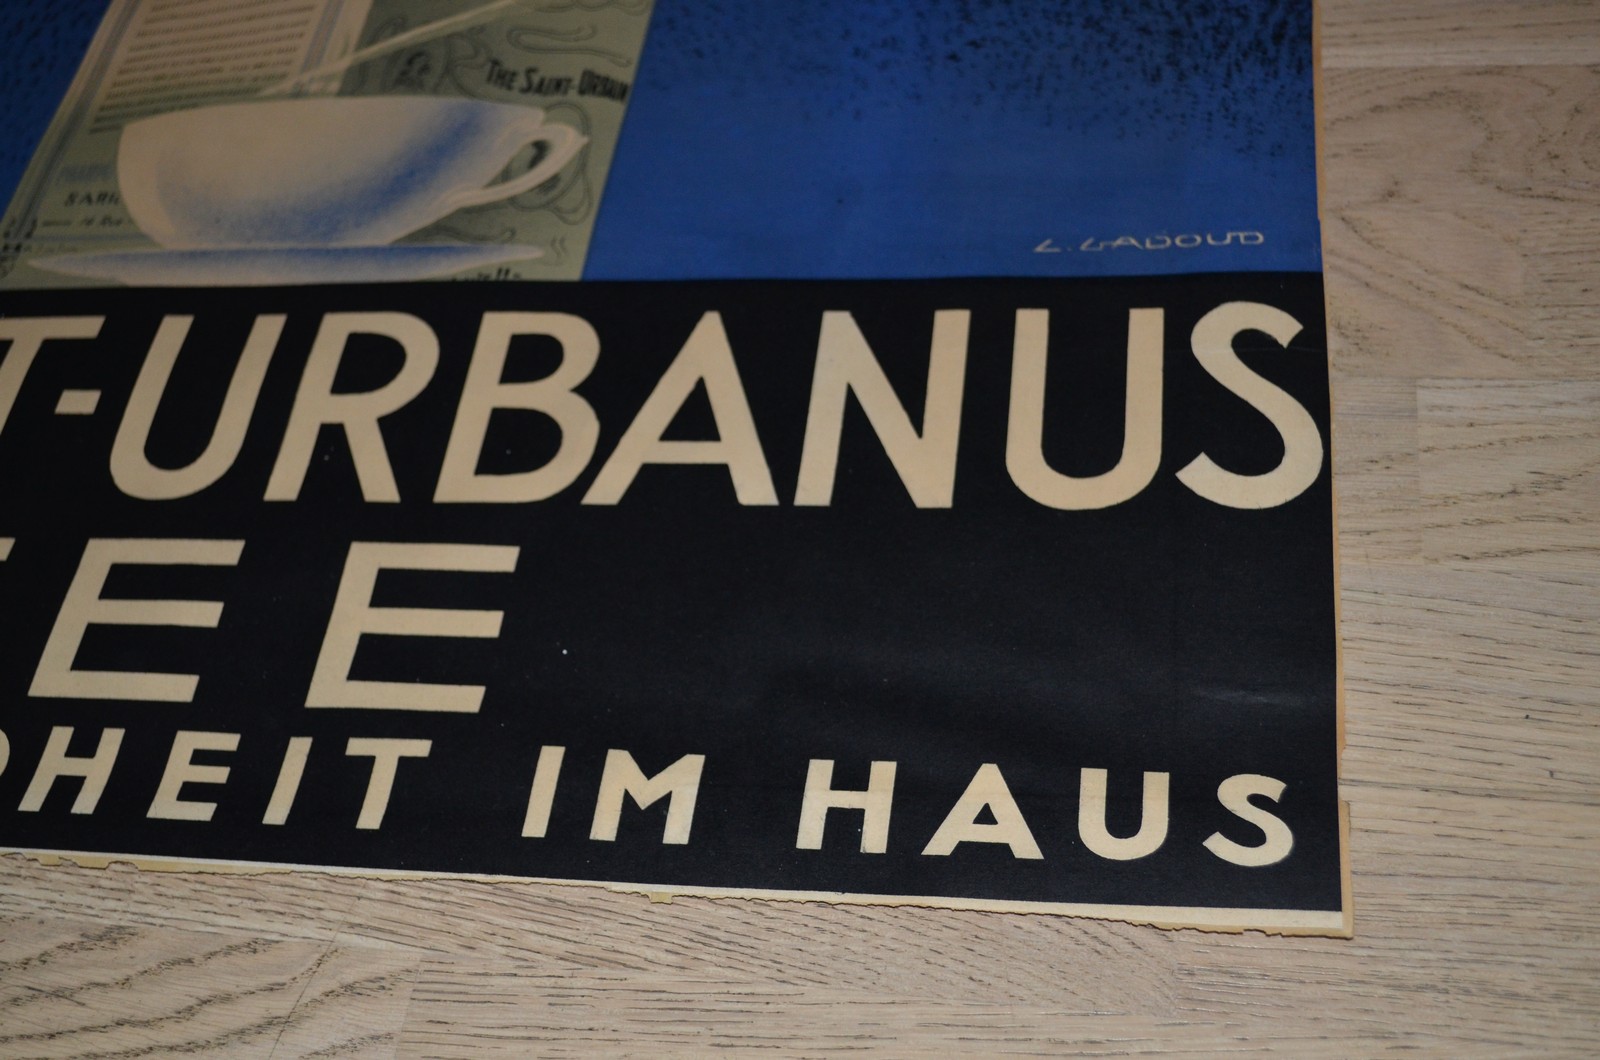 THE SAINT-URBAIN
L. GADOUD
T-URBANUS
EE
HEIT IM HAUS